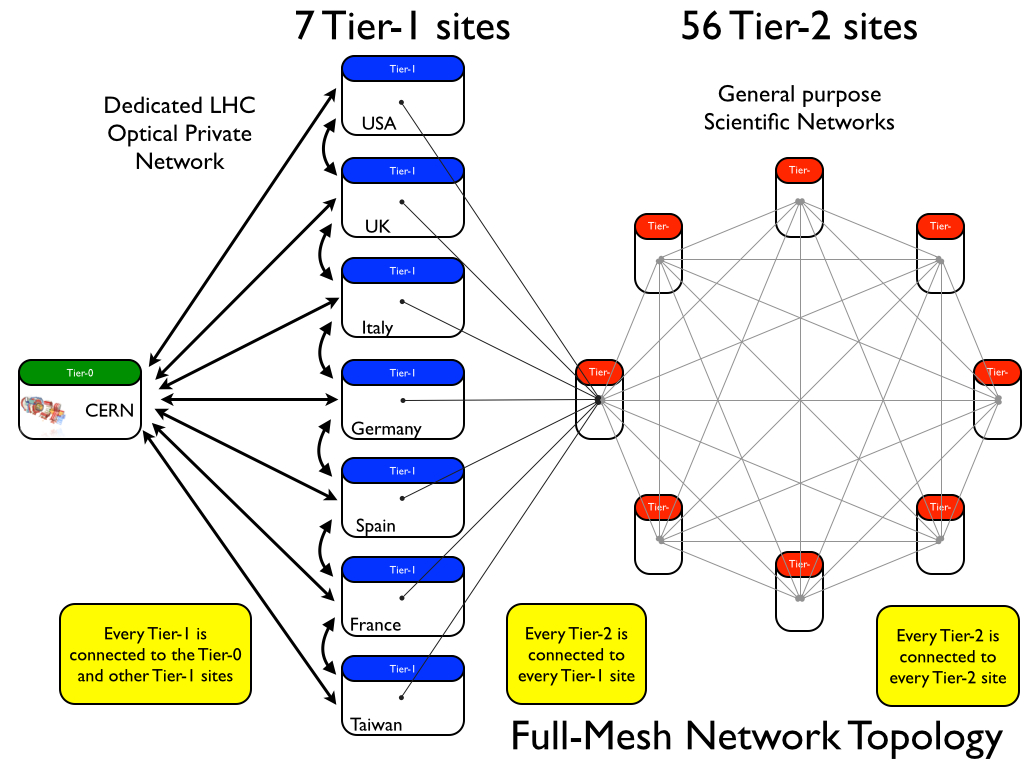 7 Tier-1 sites
56 Tier-2 sites
Dedicated LHC
Optical Private
Network
General purpose
Scientific Networks
Tier-1
USA
Tier-1
UK
Tier-1
Italy
Tier-1
Germany
Tier-1
Spain
Tier-1
France
Tier-1
Taiwan
Tier-0
CERN
Tier-
Tier-
Tier-
Tier-
Tier-
Tier-
Tier-
Tier-
Every Tier-1 is
connected to the Tier-0
and other Tier-1 sites
Every Tier-2 is
connected to
every Tier-1 site
Every Tier-2 is
connected to
every Tier-2 site
Full-Mesh Network Topology